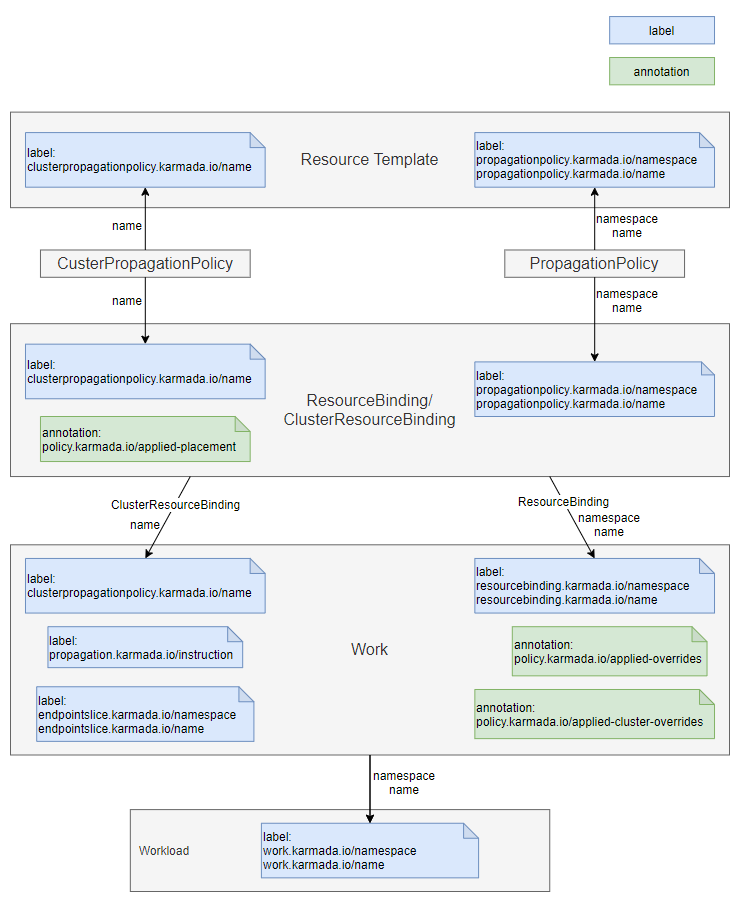 label
annotation
label:
clusterpropagationpolicy.karmada.io/name
Resource Template
label:
propagationpolicy.karmada.io/namespace
propagationpolicy.karmada.io/name
name
namespace
name
CusterPropagationPolicy
PropagationPolicy
name
namespace
name
label:
clusterpropagationpolicy.karmada.io/name
annotation:
policy.karmada.io/applied-placement
ResourceBinding/
ClusterResourceBinding
label:
propagationpolicy.karmada.io/namespace
propagationpolicy.karmada.io/name
ClusterResourceBinding
name
ResourceBinding
namespace
name
label:
clusterpropagationpolicy.karmada.io/name
label:
propagation.karmada.io/instruction
label:
endpointslice.karmada.io/namespace
endpointslice.karmada.io/name
Work
label:
resourcebinding.karmada.io/namespace
resourcebinding.karmada.io/name
annotation:
policy.karmada.io/applied-overrides
annotation:
policy.karmada.io/applied-cluster-overrides
namespace
name
Workload
label:
work.karmada.io/namespace
work.karmada.io/name